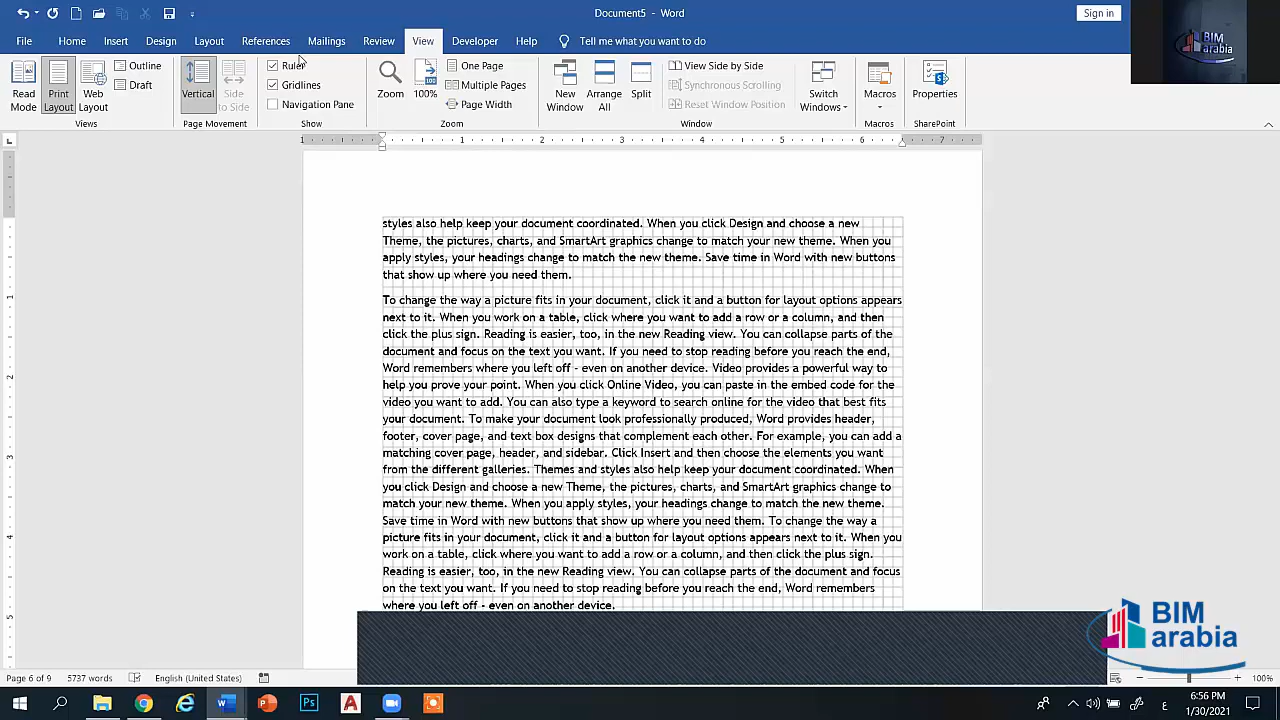 Document5 - Word
Sign in
BIM
arabia
File Home Insert Design Layout References Mailings Review View Developer Help Tell me what you want to do
Read Mode
Print Layout
Web Layout
Outline
Draft
Views
Vertical
Side to Side
Page Movement
Ruler
Gridlines
Navigation Pane
Show
Zoom
100%
One Page
Multiple Pages
Page Width
Zoom
New Window
Arrange All
Split
View Side by Side
Synchronous Scrolling
Reset Window Position
Window
Switch Windows
Macros
Macros
Properties
SharePoint
1 1 2 3 4 5 6 7
styles also help keep your document coordinated. When you click Design and choose a new
Theme, the pictures, charts, and SmartArt graphics change to match your new theme. When you
apply styles, your headings change to match the new theme. Save time in Word with new buttons
that show up where you need them.
To change the way a picture fits in your document, click it and a button for layout options appears
next to it. When you work on a table, click where you want to add a row or a column, and then
click the plus sign. Reading is easier, too, in the new Reading view. You can collapse parts of the
document and focus on the text you want. If you need to stop reading before you reach the end,
Word remembers where you left off - even on another device. Video provides a powerful way to
help you prove your point. When you click Online Video, you can paste in the embed code for the
video you want to add. You can also type a keyword to search online for the video that best fits
your document. To make your document look professionally produced, Word provides header,
footer, cover page, and text box designs that complement each other. For example, you can add a
matching cover page, header, and sidebar. Click Insert and then choose the elements you want
from the different galleries. Themes and styles also help keep your document coordinated. When
you click Design and choose a new Theme, the pictures, charts, and SmartArt graphics change to
match your new theme. When you apply styles, your headings change to match the new theme.
Save time in Word with new buttons that show up where you need them. To change the way a
picture fits in your document, click it and a button for layout options appears next to it. When you
work on a table, click where you want to add a row or a column, and then click the plus sign.
Reading is easier, too, in the new Reading view. You can collapse parts of the document and focus
on the text you want. If you need to stop reading before you reach the end, Word remembers
where you left off - even on another device.
1
2
3
4
5
BIM
arabia
Page 6 of 9 5737 words English (United States) 100%
6:56 PM
1/30/2021